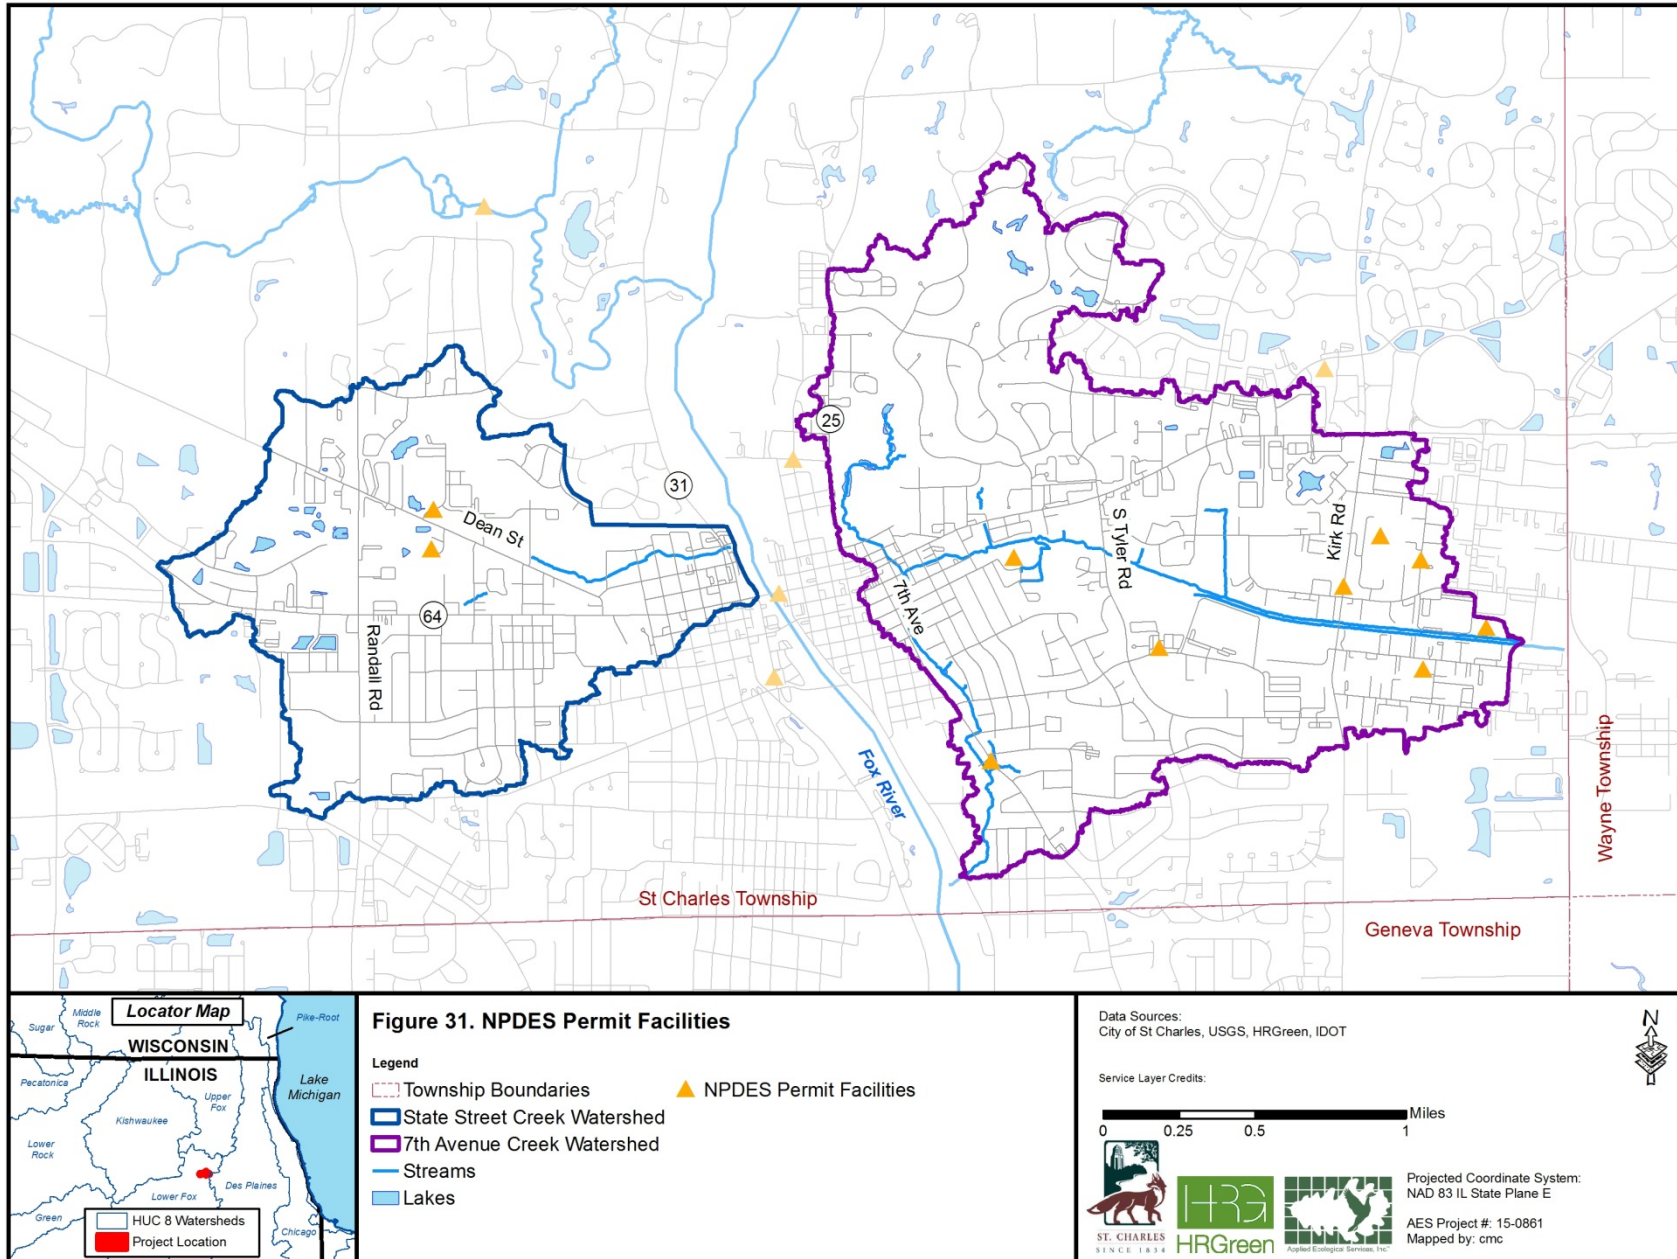 25
31
Dean St
S Tyler Rd
Kirk Rd
7th Ave
64
Randall Rd
Fox River
Wayne Township
St Charles Township
Geneva Township
Locator Map
Sugar
Middle
Rock
Pike-Root
WISCONSIN
ILLINOIS
Pecatonica
Lake
Michigan
Upper
Fox
Kishwaukee
Lower
Rock
Des Plaines
Lower Fox
Green
Chicago
HUC 8 Watersheds
Project Location
Figure 31. NPDES Permit Facilities
Legend
Township Boundaries
NPDES Permit Facilities
State Street Creek Watershed
7th Avenue Creek Watershed
Streams
Lakes
Data Sources:
City of St Charles, USGS, HRGreen, IDOT
N
Service Layer Credits:
Miles
0 0.25 0.5 1
ST. CHARLES
SINCE 1834
HRG
HRGreen
Applied Ecological Services, Inc.
Projected Coordinate System:
NAD 83 IL State Plane E
AES Project #: 15-0861
Mapped by: cmc